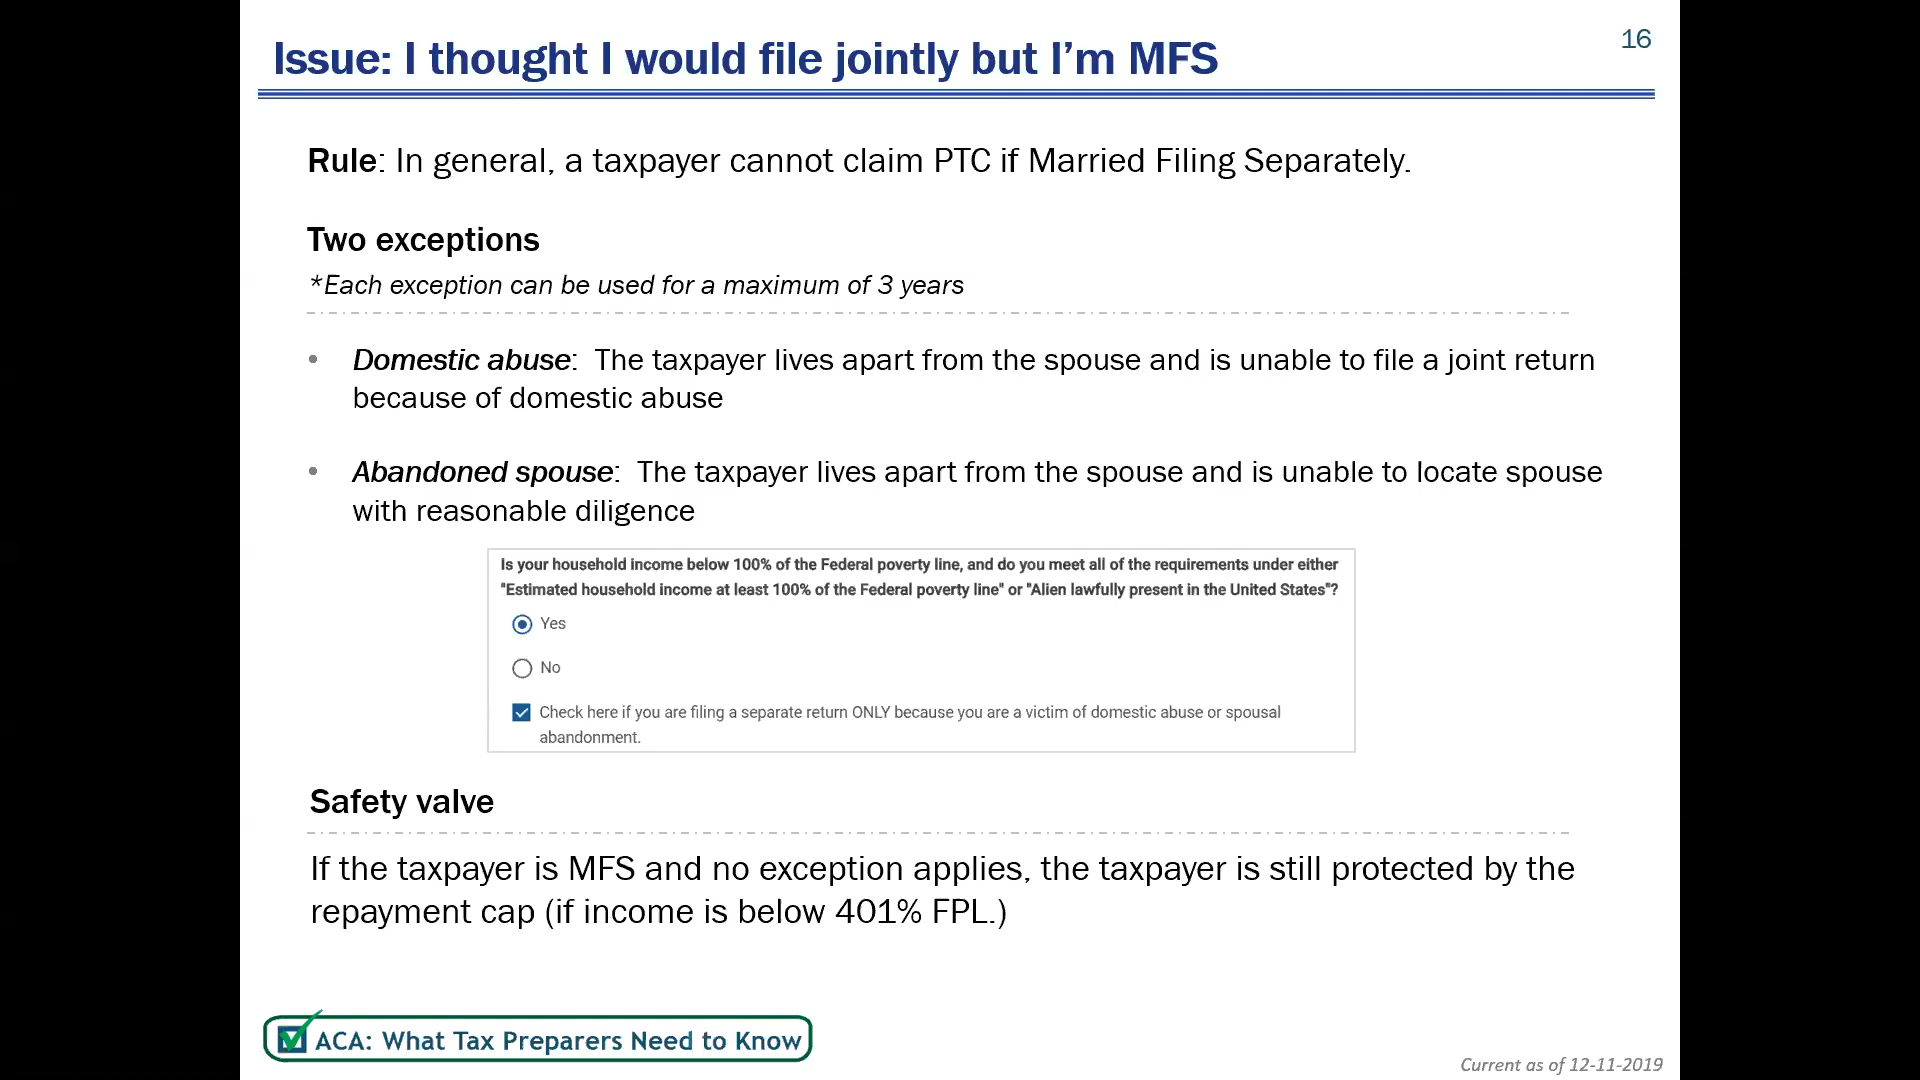 Issue: I thought I would file jointly but I’m MFS
16
Rule: In general, a taxpayer cannot claim PTC if Married Filing Separately.
Two exceptions
*Each exception can be used for a maximum of 3 years
• Domestic abuse: The taxpayer lives apart from the spouse and is unable to file a joint return
because of domestic abuse
• Abandoned spouse: The taxpayer lives apart from the spouse and is unable to locate spouse
with reasonable diligence
Is your household income below 100% of the Federal poverty line, and do you meet all of the requirements under either
"Estimated household income at least 100% of the Federal poverty line" or "Alien lawfully present in the United States"?
Yes
No
Check here if you are filing a separate return ONLY because you are a victim of domestic abuse or spousal
abandonment.
Safety valve
If the taxpayer is MFS and no exception applies, the taxpayer is still protected by the
repayment cap (if income is below 401% FPL.)
ACA: What Tax Preparers Need to Know
Current as of 12-11-2019